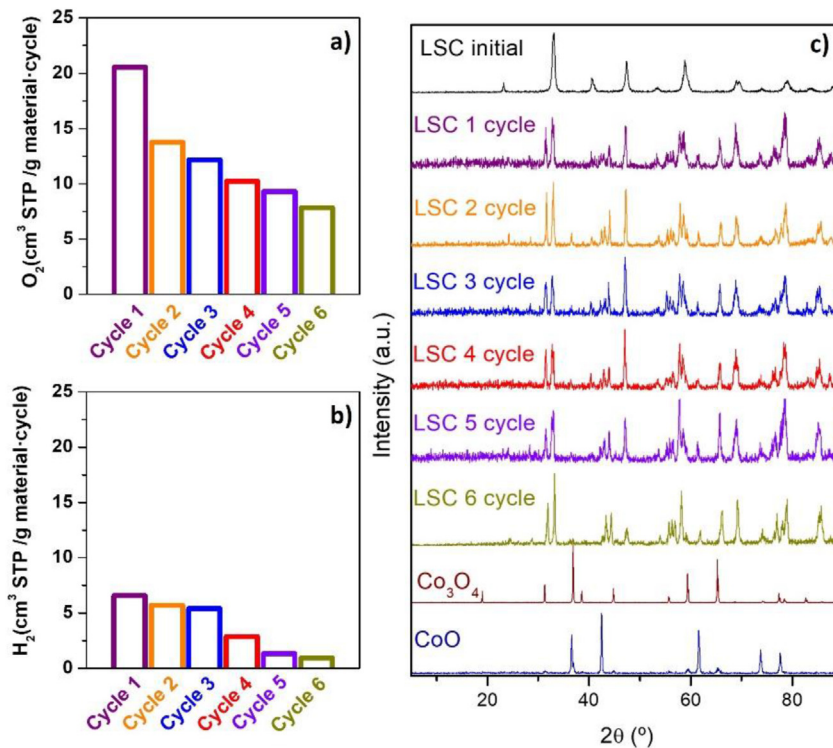 a)
O₂(cm³ STP /g material·cycle)
25
20
15
10
5
0
Cycle 1
Cycle 2
Cycle 3
Cycle 4
Cycle 5
Cycle 6
b)
H₂(cm³ STP /g material·cycle)
25
20
15
10
5
0
Cycle 1
Cycle 2
Cycle 3
Cycle 4
Cycle 5
Cycle 6
c)
Intensity (a.u.)
LSC initial
LSC 1 cycle
LSC 2 cycle
LSC 3 cycle
LSC 4 cycle
LSC 5 cycle
LSC 6 cycle
Co₃O₄
CoO
20
40
60
80
2θ (º)